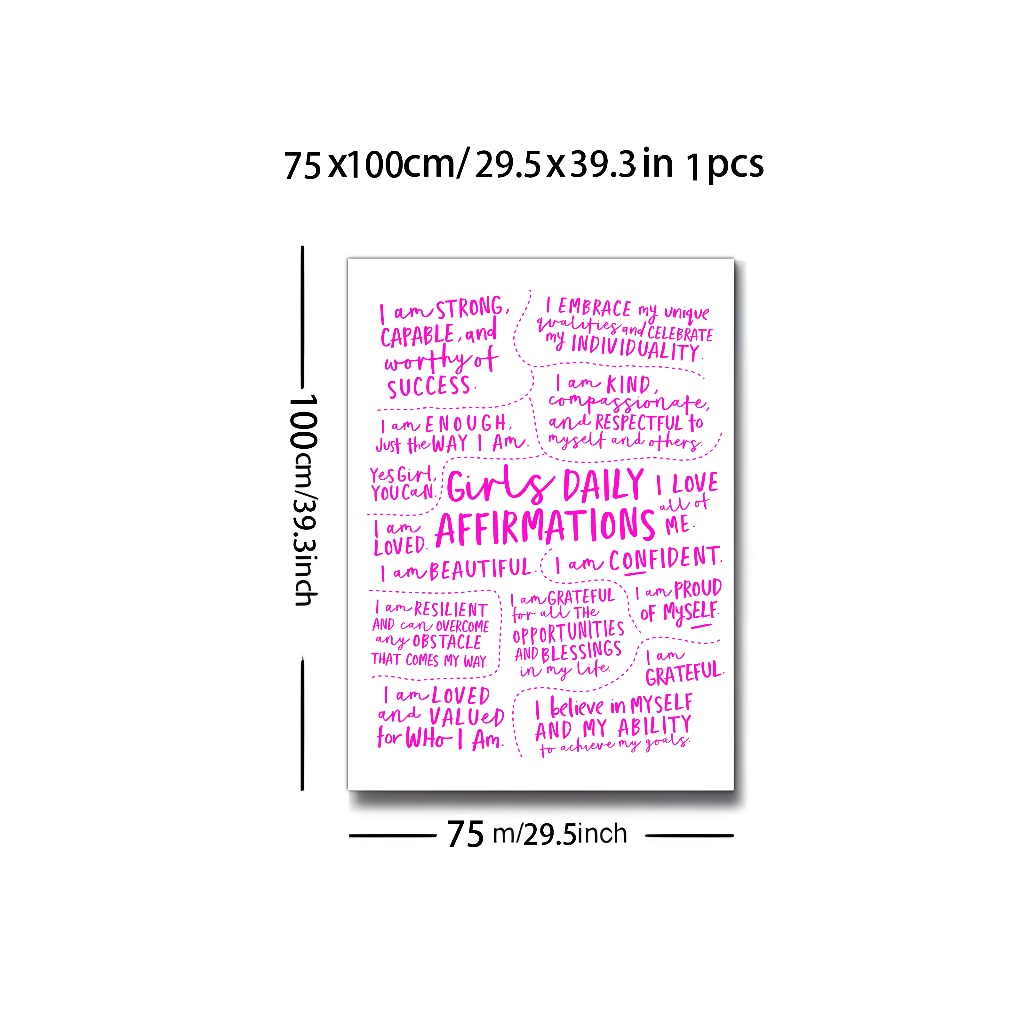 75x100cm/29.5x39.3in 1pcs
100cm/39.3inch
I am STRONG,
CAPABLE, and
worthy of
SUCCESS.
I EMBRACE my unique
qualities and CELEBRATE
my INDIVIDUALITY.
I am KIND,
compassionate,
and RESPECTFUL to
myself and others.
I am ENOUGH,
Just the WAY I Am.
Yes Girl,
YOU CaN.
Girls DAILY
AFFIRMATIONS
I LOVE
all of
ME.
I am
LOVED.
I am BEAUTIFUL.
I am CONFIDENT.
I am RESILIENT
AND can OVERCOME
any OBSTACLE
THAT COMES MY WAY.
I am GRATEFUL
for all THE
OPPORTUNITIES
AND BLESSINGS
in my life.
I am PROUD
OF MySELF.
I am
GRATEFUL.
I am LOVED
and VALUeD
for WHo I Am.
I believe in MYSELF
AND MY ABILITY
to achieve my goals.
75 m/29.5inch